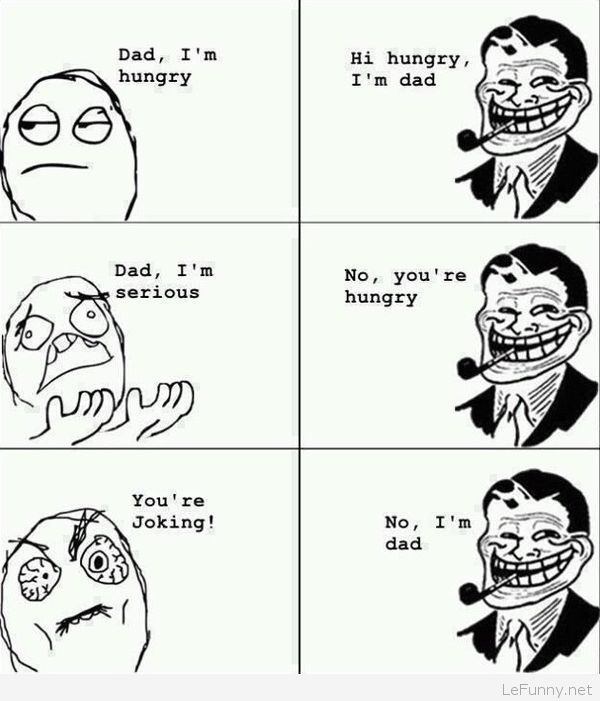 Dad, I'm
hungry
Hi hungry,
I'm dad
Dad, I'm
serious
No, you're
hungry
You're
Joking!
No, I'm
dad
LeFunny.net